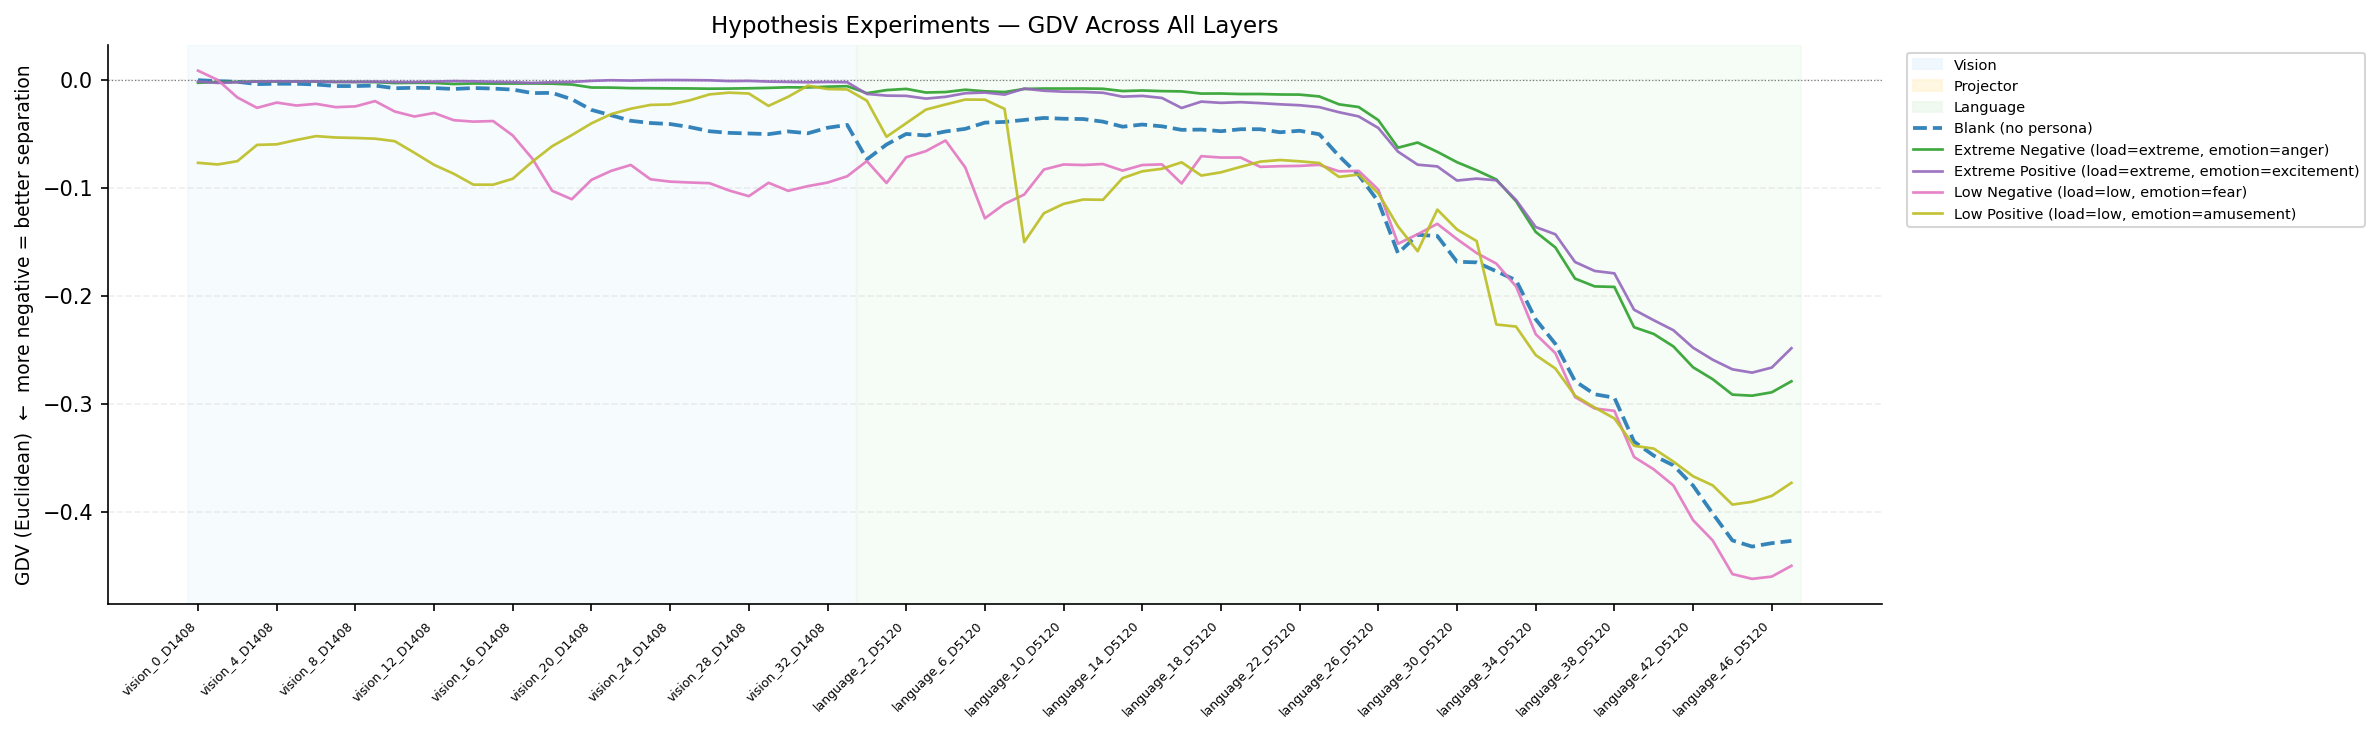 Hypothesis Experiments — GDV Across All Layers
GDV (Euclidean) ← more negative = better separation
0.0
−0.1
−0.2
−0.3
−0.4
vision_0_D1408
vision_4_D1408
vision_8_D1408
vision_12_D1408
vision_16_D1408
vision_20_D1408
vision_24_D1408
vision_28_D1408
vision_32_D1408
language_2_D5120
language_6_D5120
language_10_D5120
language_14_D5120
language_18_D5120
language_22_D5120
language_26_D5120
language_30_D5120
language_34_D5120
language_38_D5120
language_42_D5120
language_46_D5120
Vision
Projector
Language
Blank (no persona)
Extreme Negative (load=extreme, emotion=anger)
Extreme Positive (load=extreme, emotion=excitement)
Low Negative (load=low, emotion=fear)
Low Positive (load=low, emotion=amusement)